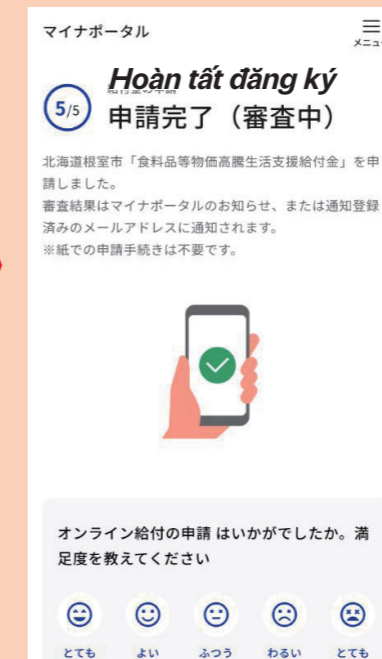 マイナポータル
メニュー
Hoàn tất đăng ký
5/5
申請完了（審査中）
北海道根室市「食料品等物価高騰生活支援給付金」を申
請しました。
審査結果はマイナポータルのお知らせ、または通知登録
済みのメールアドレスに通知されます。
※紙での申請手続きは不要です。
オンライン給付の申請 はいかがでしたか。満
足度を教えてください
とても よい ふつう わるい とても